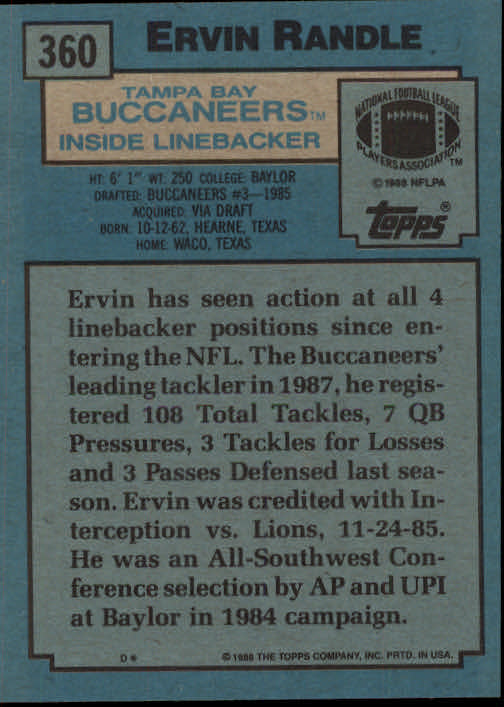 360
ERVIN RANDLE
TAMPA BAY
BUCCANEERS™
INSIDE LINEBACKER
NATIONAL FOOTBALL LEAGUE
PLAYERS ASSOCIATION™
© 1988 NFLPA
Topps®
HT: 6' 1" WT: 250 COLLEGE: BAYLOR
DRAFTED: BUCCANEERS #3—1985
ACQUIRED: VIA DRAFT
BORN: 10-12-62, HEARNE, TEXAS
HOME: WACO, TEXAS
Ervin has seen action at all 4
linebacker positions since en-
tering the NFL. The Buccaneers'
leading tackler in 1987, he regis-
tered 108 Total Tackles, 7 QB
Pressures, 3 Tackles for Losses
and 3 Passes Defensed last sea-
son. Ervin was credited with In-
terception vs. Lions, 11-24-85.
He was an All-Southwest Con-
ference selection by AP and UPI
at Baylor in 1984 campaign.
D*
© 1988 THE TOPPS COMPANY, INC. PRTD. IN USA.